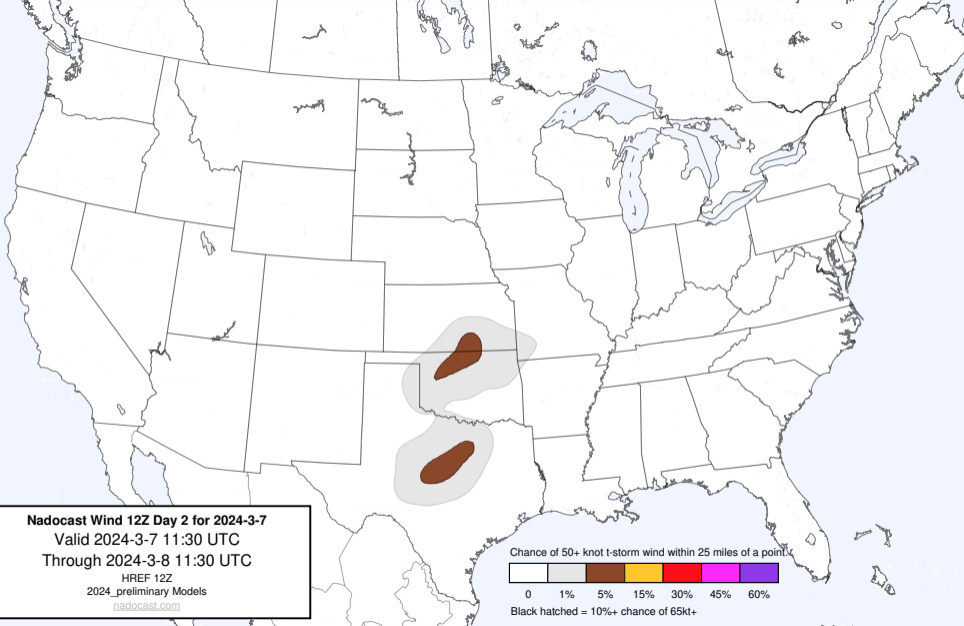 Nadocast Wind 12Z Day 2 for 2024-3-7
Valid 2024-3-7 11:30 UTC
Through 2024-3-8 11:30 UTC
HREF 12Z
2024_preliminary Models
nadocast.com
Chance of 50+ knot t-storm wind within 25 miles of a point.
0 1% 5% 15% 30% 45% 60%
Black hatched = 10%+ chance of 65kt+